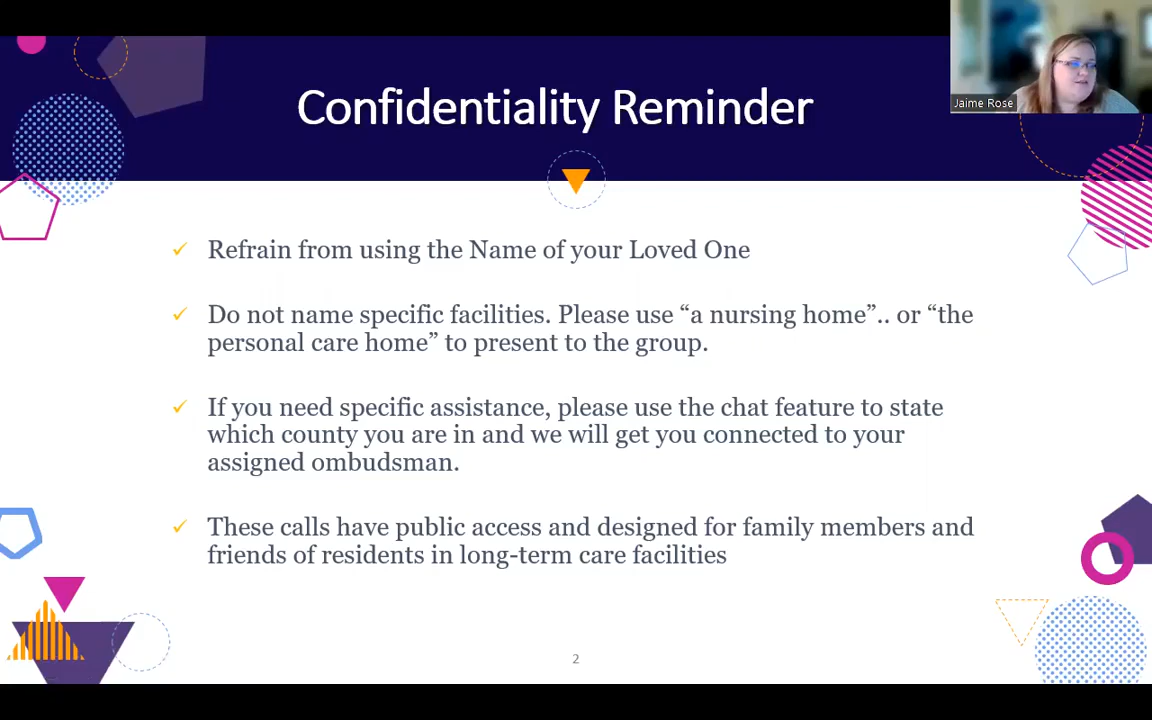 Confidentiality Reminder
Jaime Rose
Refrain from using the Name of your Loved One
Do not name specific facilities. Please use “a nursing home”.. or “the
personal care home” to present to the group.
If you need specific assistance, please use the chat feature to state
which county you are in and we will get you connected to your
assigned ombudsman.
These calls have public access and designed for family members and
friends of residents in long-term care facilities
2